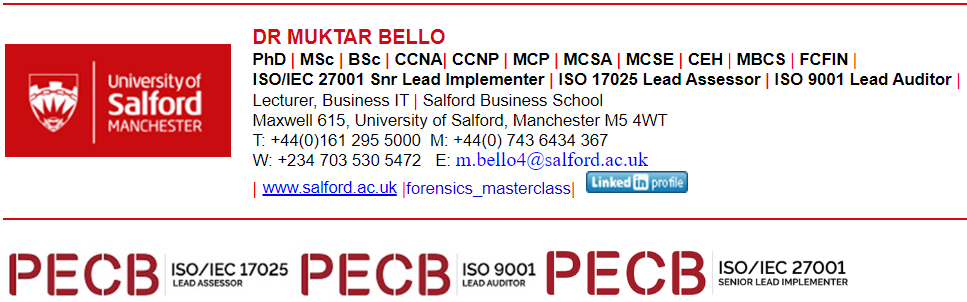 University of
Salford
MANCHESTER
DR MUKTAR BELLO
PhD | MSc | BSc | CCNA| CCNP | MCP | MCSA | MCSE | CEH | MBCS | FCFIN |
ISO/IEC 27001 Snr Lead Implementer | ISO 17025 Lead Assessor | ISO 9001 Lead Auditor |
Lecturer, Business IT | Salford Business School
Maxwell 615, University of Salford, Manchester M5 4WT
T: +44(0)161 295 5000  M: +44(0) 743 6434 367
W: +234 703 530 5472   E: m.bello4@salford.ac.uk
| www.salford.ac.uk |forensics_masterclass|
Linked in profile
PECB ISO/IEC 17025
LEAD ASSESSOR
PECB ISO 9001
LEAD AUDITOR
PECB ISO/IEC 27001
SENIOR LEAD IMPLEMENTER